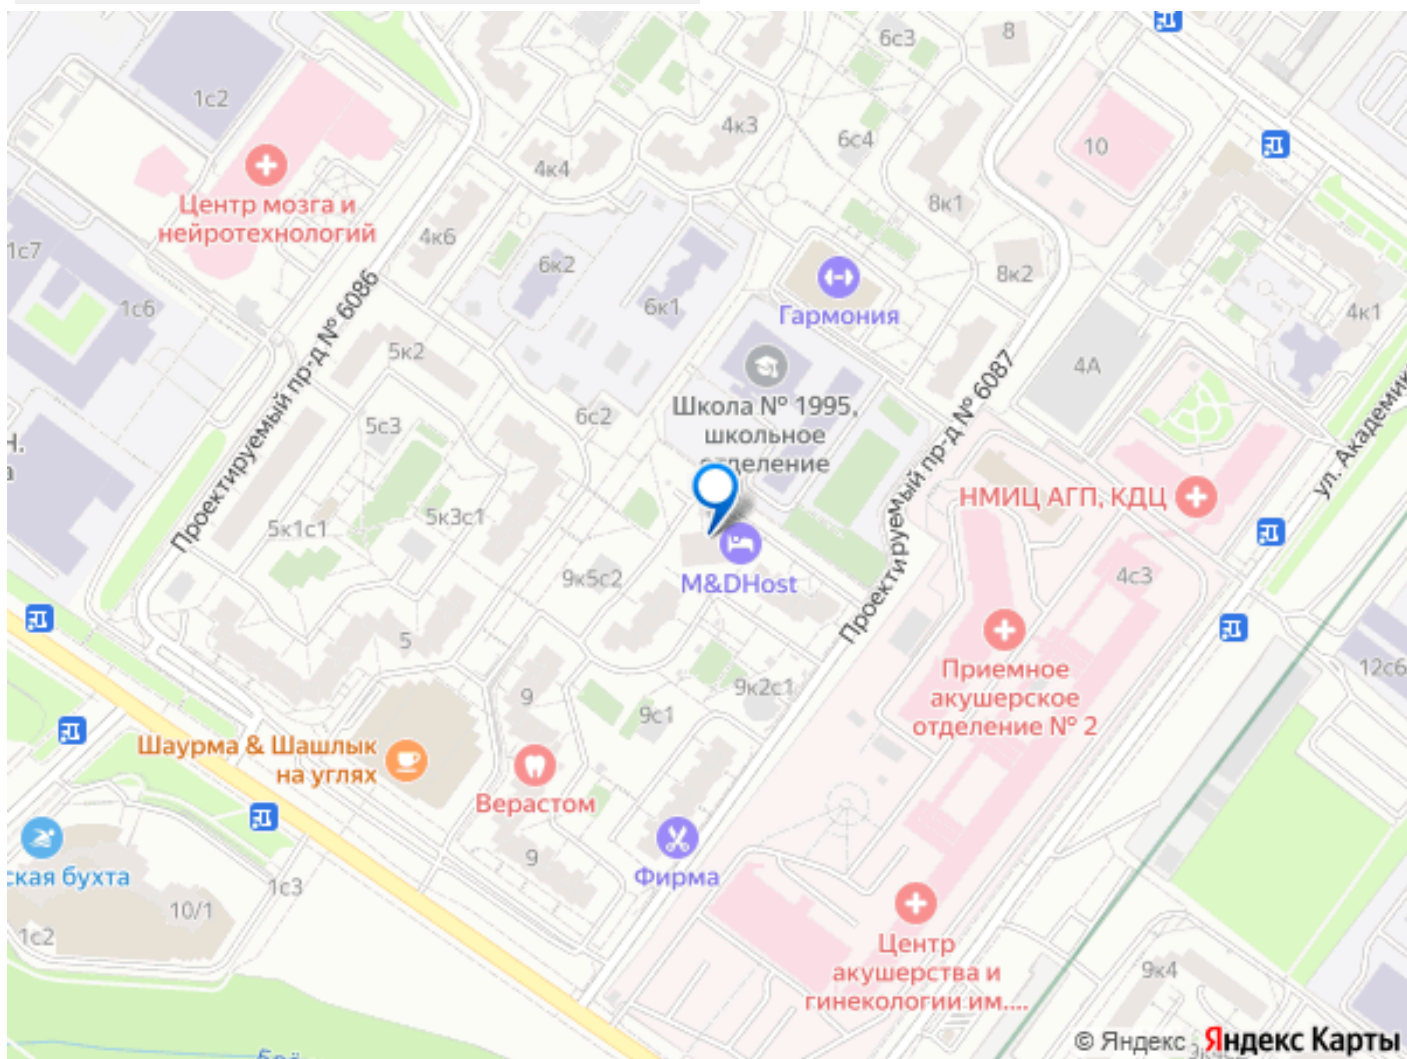 6с3
8
1с2
4к3
6с4
10
4к4
Центр мозга и
нейротехнологий
8к1
4к6
1с7
6к2
8к2
1с6
6к1
Гармония
4к1
Проектируемый пр-д № 6086
5к2
4А
Школа № 1995,
школьное
отделение
Проектируемый пр-д № 6087
6с2
5с3
ул. Академик
Н.
а
НМИЦ АГП, КДЦ
5к3с1
5к1с1
9к5с2
M&DHost
4с3
5
Приемное
акушерское
отделение № 2
12с6
9
9к2с1
9с1
Шаурма & Шашлык
на углях
Верастом
9
Фирма
ская бухта
1с3
10/1
1с2
Центр
акушерства и
гинекологии им....
9к4
© Яндекс Яндекс Карты